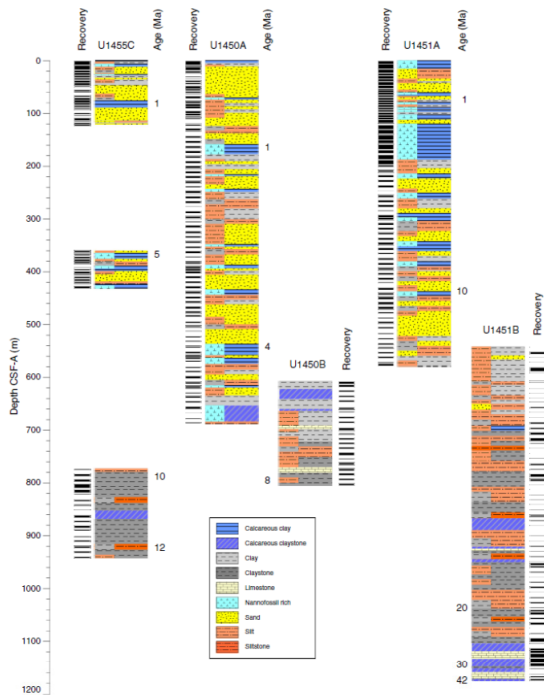 Recovery
U1455C
Age (Ma)
Recovery
U1450A
Age (Ma)
Recovery
U1451A
Age (Ma)
0
100
200
300
400
500
600
700
800
900
1000
1100
1200
Depth CSF-A (m)
1
5
10
12
1
4
U1450B
Recovery
8
1
10
U1451B
Recovery
20
30
42
Calcareous clay
Calcareous claystone
Clay
Claystone
Limestone
Nannofossil rich
Sand
Silt
Siltstone